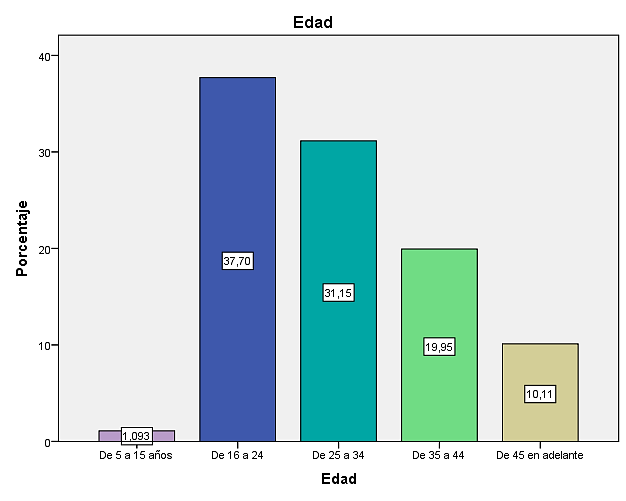 Edad
Porcentaje
40
30
20
10
0
1,093
37,70
31,15
19,95
10,11
De 5 a 15 años
De 16 a 24
De 25 a 34
De 35 a 44
De 45 en adelante
Edad